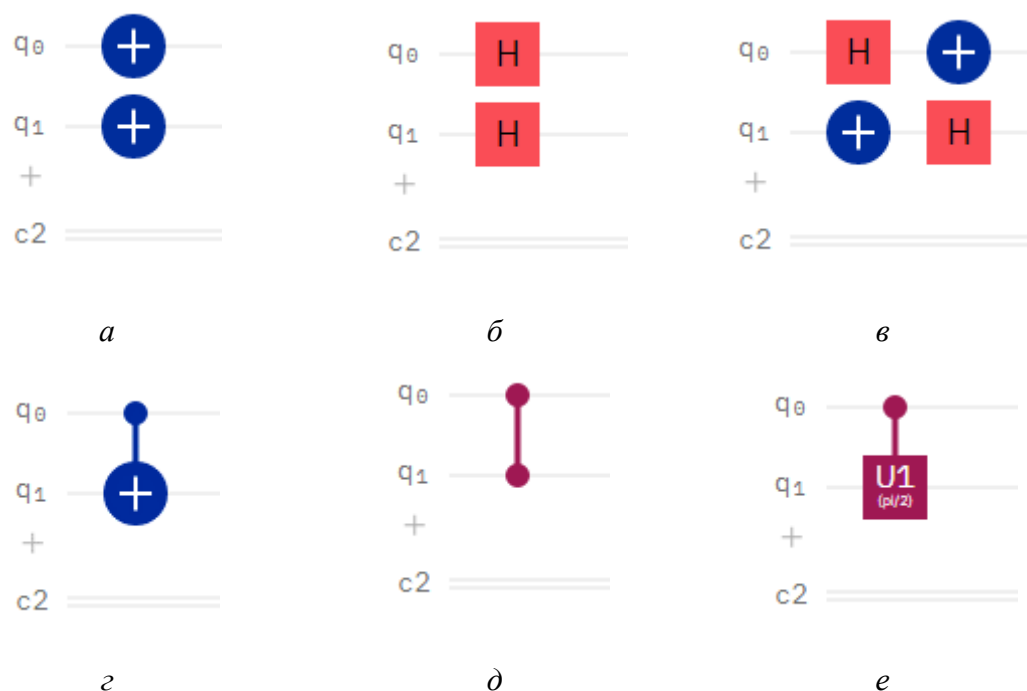 q0 +
q1 +
+
c2
а
q0 H
q1 H
+
c2
б
q0 H +
q1 + H
+
c2
в
q0
q1 +
+
c2
г
q0
q1
+
c2
д
q0
q1 U1
(pi/2)
+
c2
е